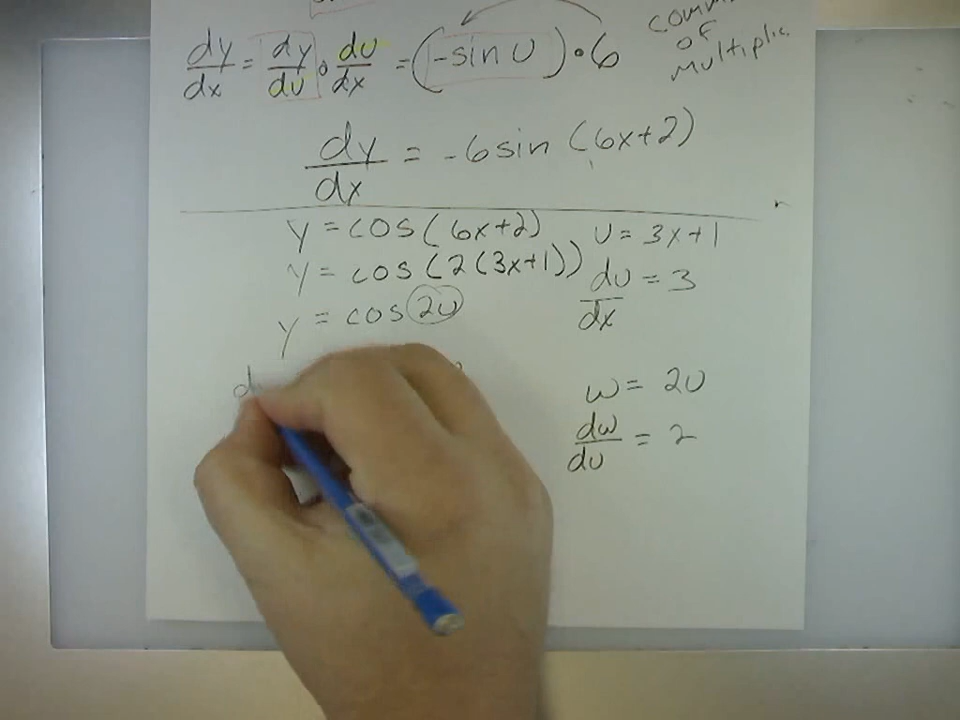 of
dy/dx = dy/du ∘ du/dx = (-sin u) • 6
dy/dx = -6sin (6x+2)
y = cos(6x+2)
y = cos(2(3x+1))
y = cos 2u
u = 3x+1
du/dx = 3
w = 2u
dw/du = 2